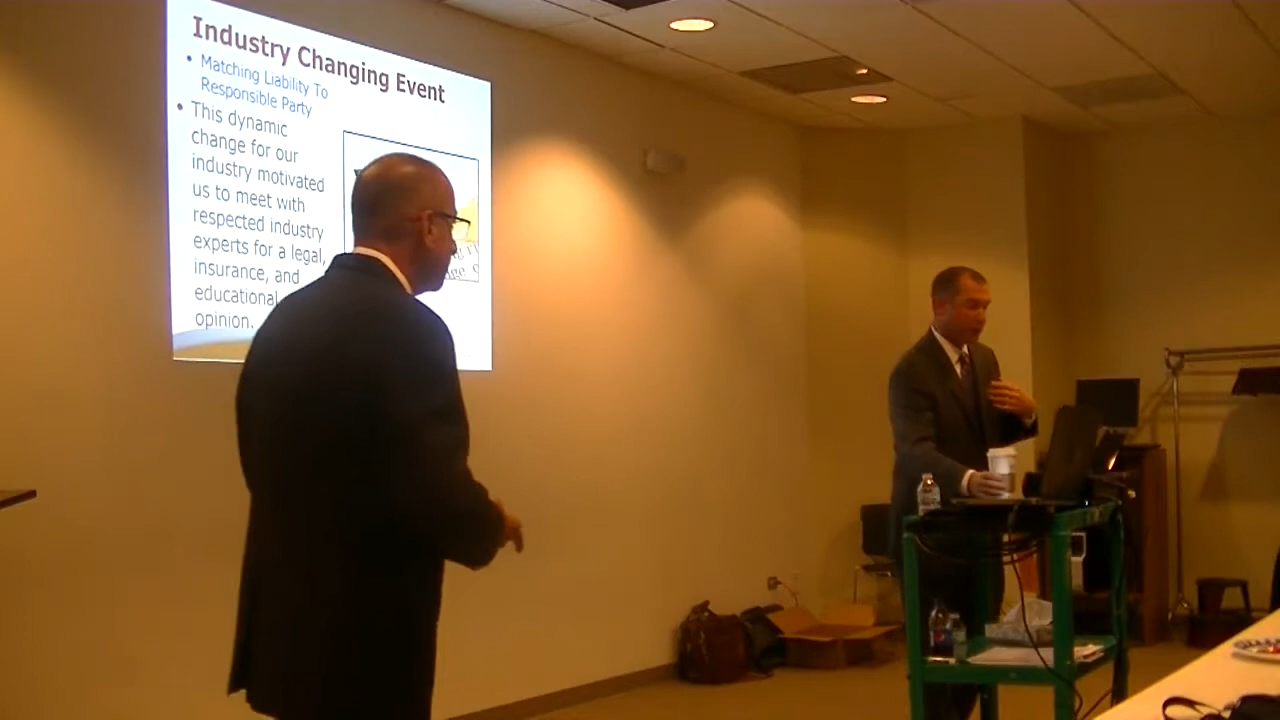 Industry Changing Event
• Matching Liability To
Responsible Party
• This dynamic
change for our
industry motivated
us to meet with
respected industry
experts for a legal,
insurance, and
educational
opinion.